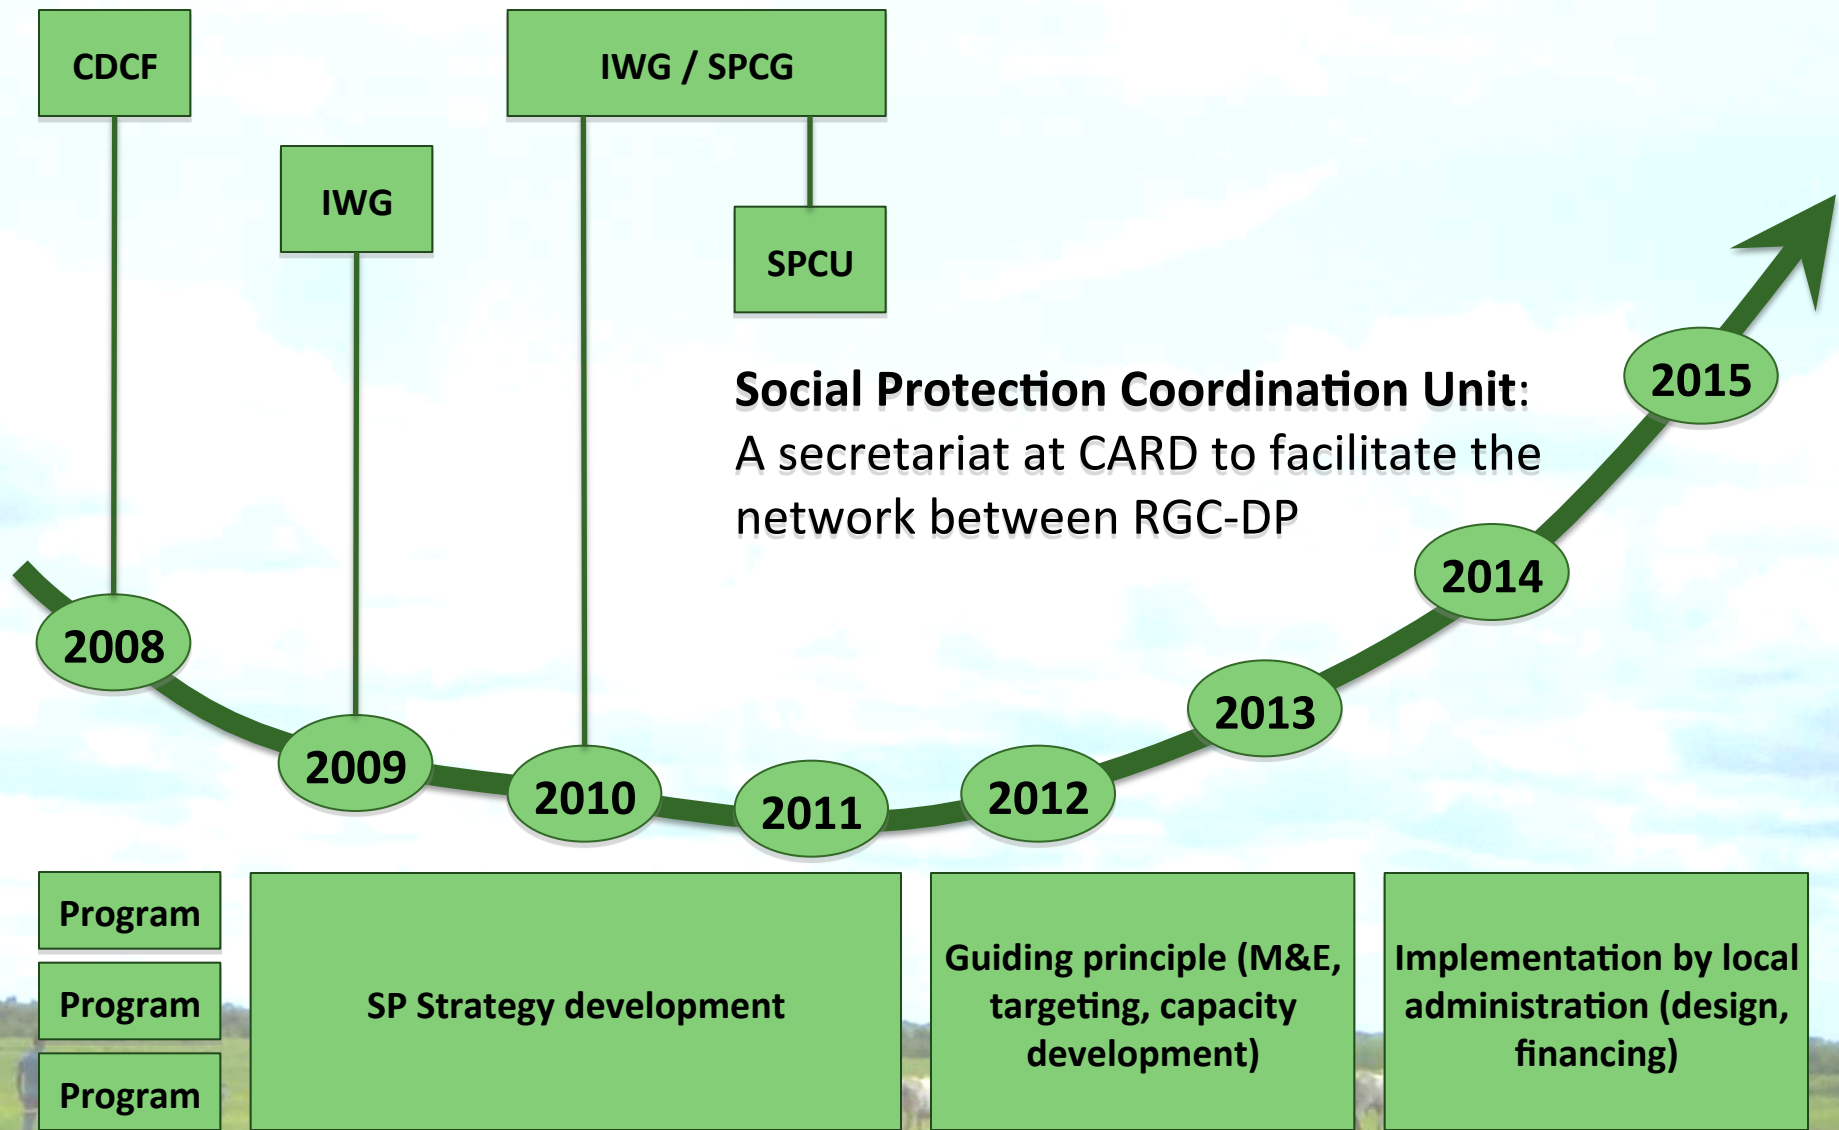 CDCF
IWG / SPCG
IWG
SPCU
Social Protection Coordination Unit:
A secretariat at CARD to facilitate the
network between RGC-DP
2008
2009
2010
2011
2012
2013
2014
2015
Program
Program
Program
SP Strategy development
Guiding principle (M&E,
targeting, capacity
development)
Implementation by local
administration (design,
financing)